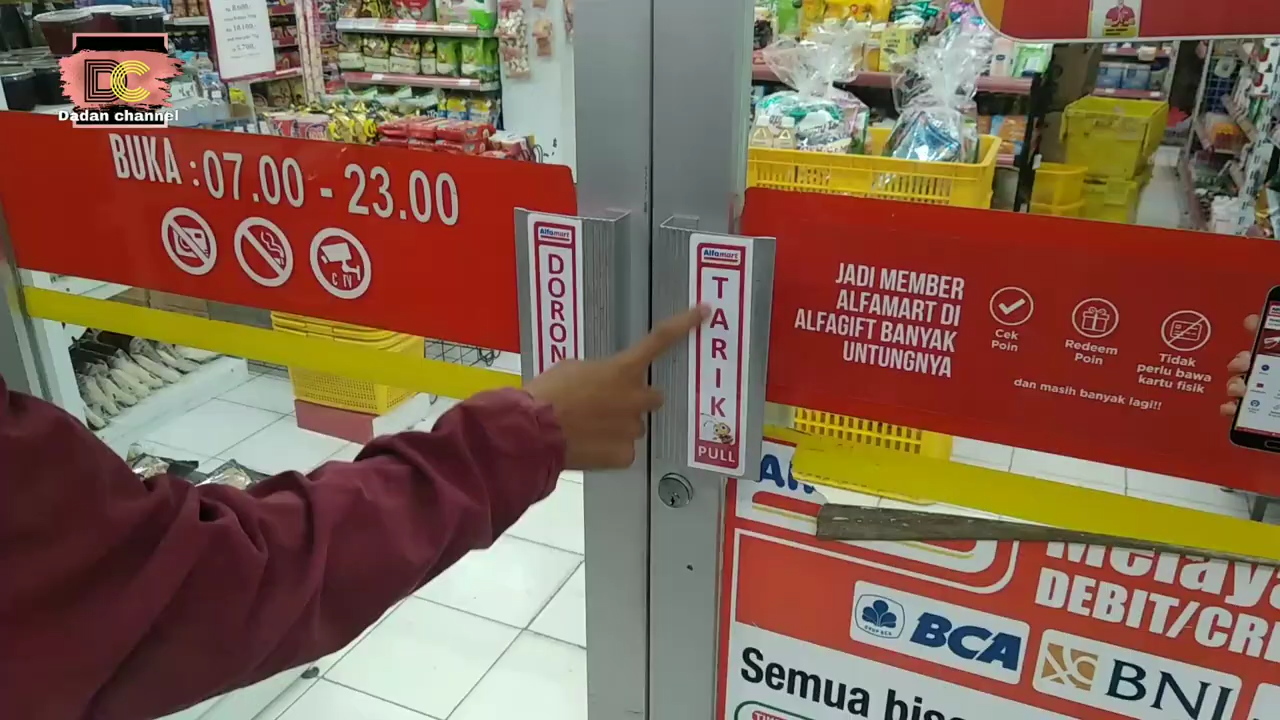 DC
Dadan channel
BUKA : 07.00 - 23.00
CCTV
Alfamart
DORON
Alfamart
TARIK
PULL
JADI MEMBER
ALFAMART DI
ALFAGIFT BANYAK
UNTUNGNYA
Cek
Poin
Redeem
Poin
Tidak
perlu bawa
kartu fisik
dan masih banyak lagi!!
DEBIT/CRE
BCA
BNI
Semua bis